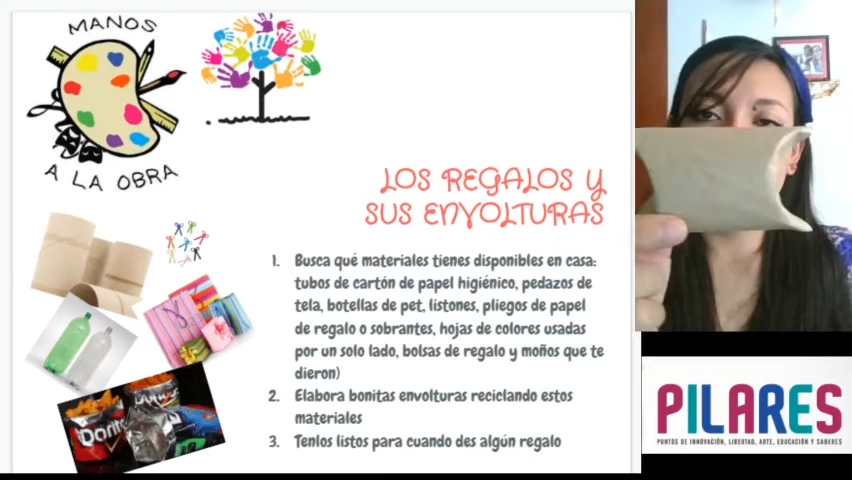 MANOS
A LA OBRA
LOS REGALOS Y
SUS ENVOLTURAS
1. Busca qué materiales tienes disponibles en casa:
tubos de cartón de papel higiénico, pedazos de
tela, botellas de pet, listones, pliegos de papel
de regalo o sobrantes, hojas de colores usadas
por un solo lado, bolsas de regalo y moños que te
dieron)
2. Elabora bonitas envolturas reciclando estos
materiales
3. Tenlos listos para cuando des algún regalo
Dorito
PILARES
PUNTOS DE INNOVACIÓN, LIBERTAD, ARTE, EDUCACIÓN Y SABERES